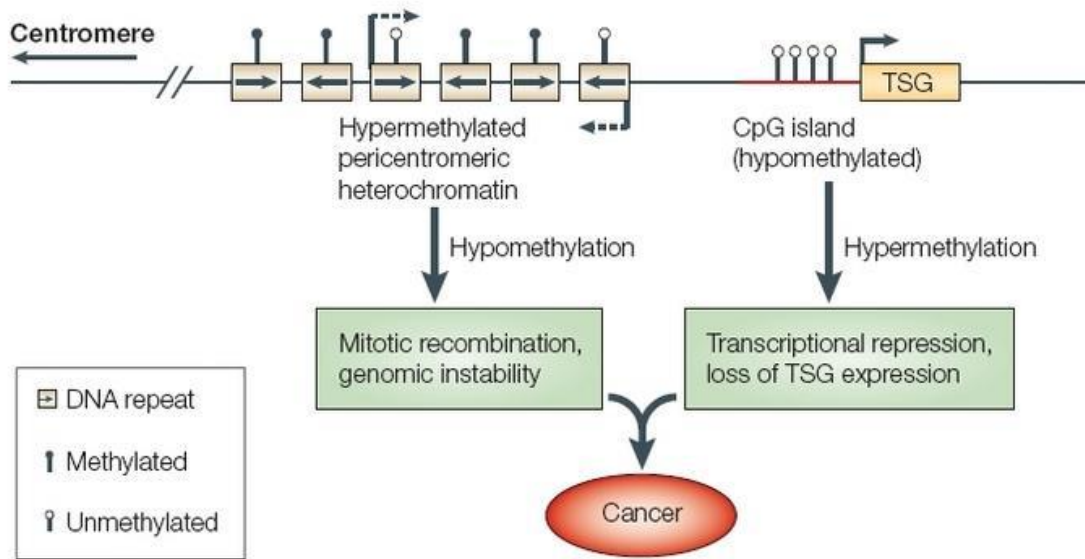 Centromere
TSG
Hypermethylated
pericentromeric
heterochromatin
CpG island
(hypomethylated)
Hypomethylation
Hypermethylation
Mitotic recombination,
genomic instability
Transcriptional repression,
loss of TSG expression
DNA repeat
Methylated
Unmethylated
Cancer